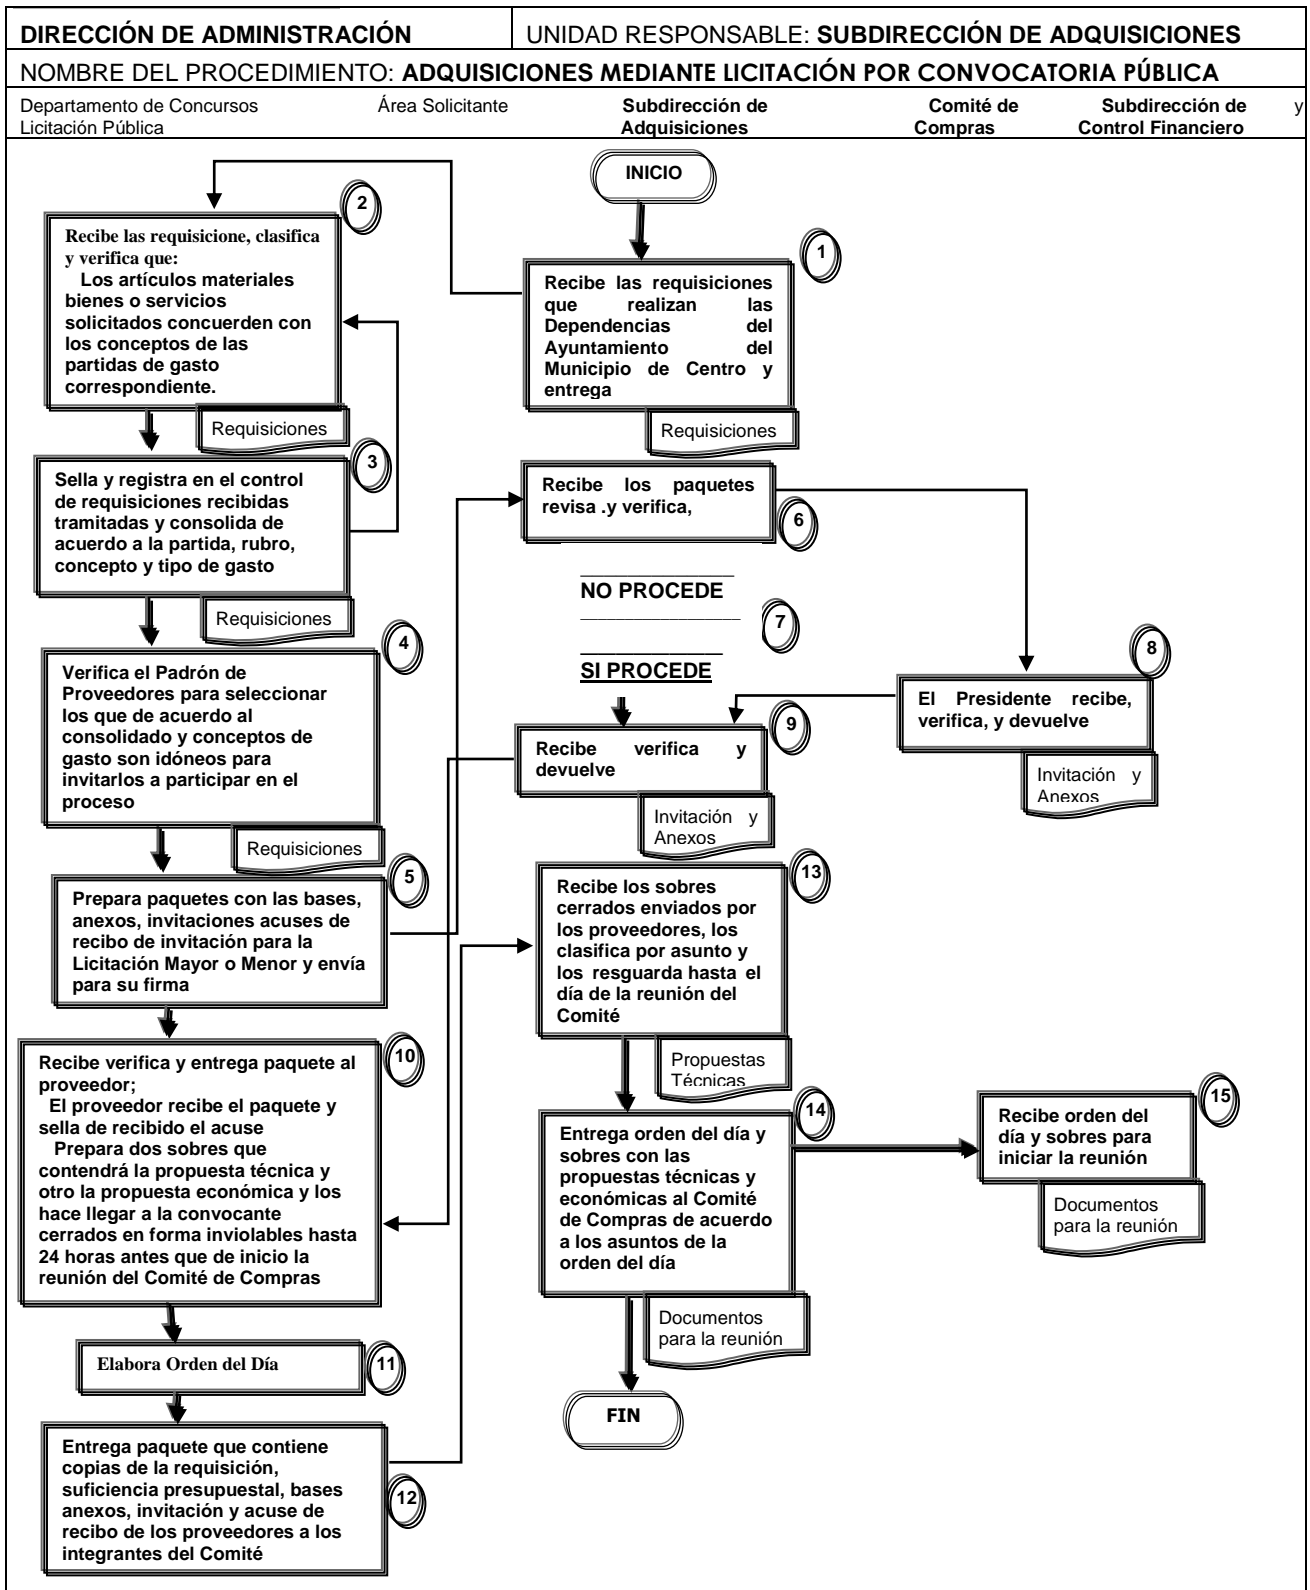 DIRECCIÓN DE ADMINISTRACIÓN
UNIDAD RESPONSABLE: SUBDIRECCIÓN DE ADQUISICIONES
NOMBRE DEL PROCEDIMIENTO: ADQUISICIONES MEDIANTE LICITACIÓN POR CONVOCATORIA PÚBLICA
Departamento de Concursos Área Solicitante Subdirección de Comité de Subdirección de y
Licitación Pública Adquisiciones Compras Control Financiero
INICIO
1
Recibe las requisiciones
que realizan las
Dependencias del
Ayuntamiento del
Municipio de Centro y
entrega
Requisiciones
2
Recibe las requisicione, clasifica
y verifica que:
Los artículos materiales
bienes o servicios
solicitados concuerden con
los conceptos de las
partidas de gasto
correspondiente.
Requisiciones
3
Sella y registra en el control
de requisiciones recibidas
tramitadas y consolida de
acuerdo a la partida, rubro,
concepto y tipo de gasto
Requisiciones
4
Verifica el Padrón de
Proveedores para seleccionar
los que de acuerdo al
consolidado y conceptos de
gasto son idóneos para
invitarlos a participar en el
proceso
Requisiciones
5
Prepara paquetes con las bases,
anexos, invitaciones acuses de
recibo de invitación para la
Licitación Mayor o Menor y envía
para su firma
Recibe los paquetes
revisa .y verifica,
6
NO PROCEDE
7
SI PROCEDE
8
El Presidente recibe,
verifica, y devuelve
Invitación y
Anexos
9
Recibe verifica y
devuelve
Invitación y
Anexos
10
Recibe verifica y entrega paquete al
proveedor;
El proveedor recibe el paquete y
sella de recibido el acuse
Prepara dos sobres que
contendrá la propuesta técnica y
otro la propuesta económica y los
hace llegar a la convocante
cerrados en forma inviolables hasta
24 horas antes que de inicio la
reunión del Comité de Compras
Elabora Orden del Día
11
Entrega paquete que contiene
copias de la requisición,
suficiencia presupuestal, bases
anexos, invitación y acuse de
recibo de los proveedores a los
integrantes del Comité
12
13
Recibe los sobres
cerrados enviados por
los proveedores, los
clasifica por asunto y
los resguarda hasta el
día de la reunión del
Comité
Propuestas
Técnicas
14
Entrega orden del día y
sobres con las
propuestas técnicas y
económicas al Comité
de Compras de acuerdo
a los asuntos de la
orden del día
Documentos
para la reunión
15
Recibe orden del
día y sobres para
iniciar la reunión
Documentos
para la reunión
FIN